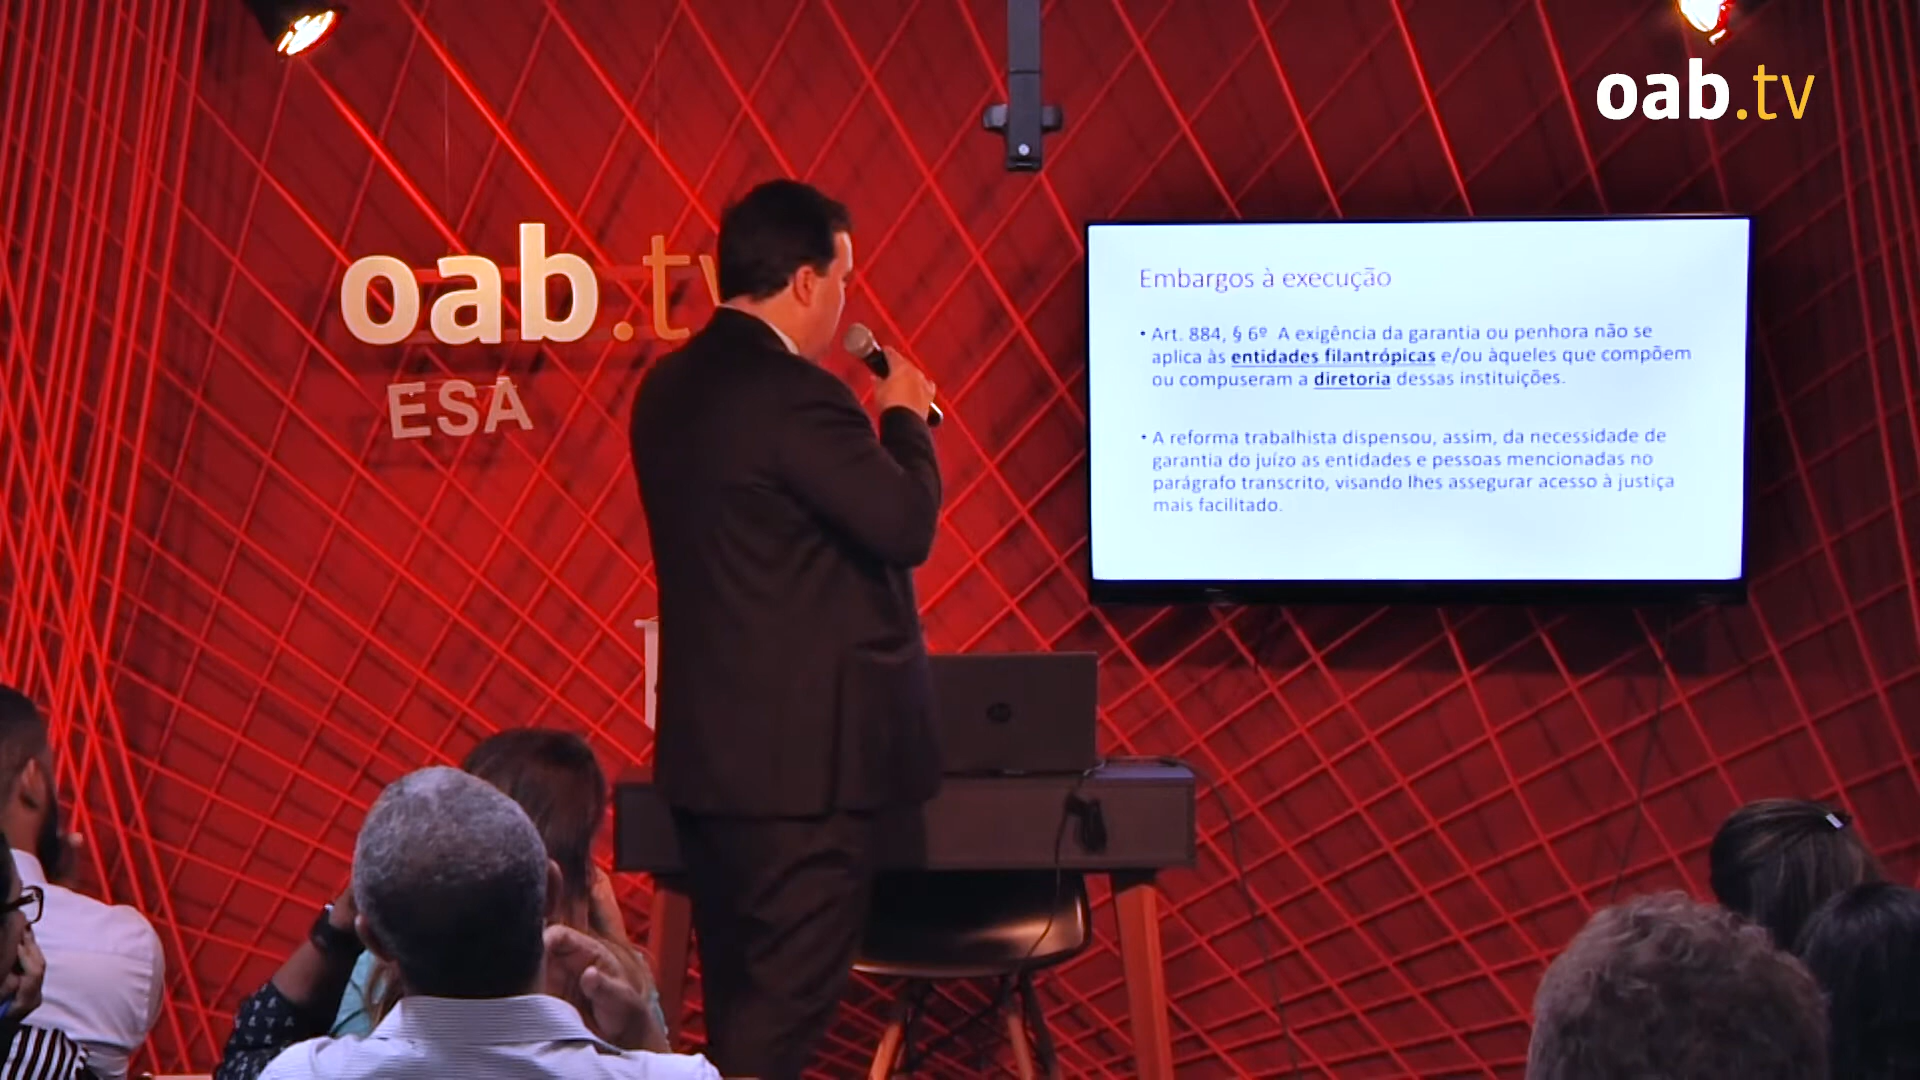 oab.tv
oab.tv
ESA
Embargos à execução
• Art. 884, § 6º A exigência da garantia ou penhora não se
aplica às entidades filantrópicas e/ou àqueles que compõem
ou compuseram a diretoria dessas instituições.
• A reforma trabalhista dispensou, assim, da necessidade de
garantia do juízo as entidades e pessoas mencionadas no
parágrafo transcrito, visando lhes assegurar acesso à justiça
mais facilitado.